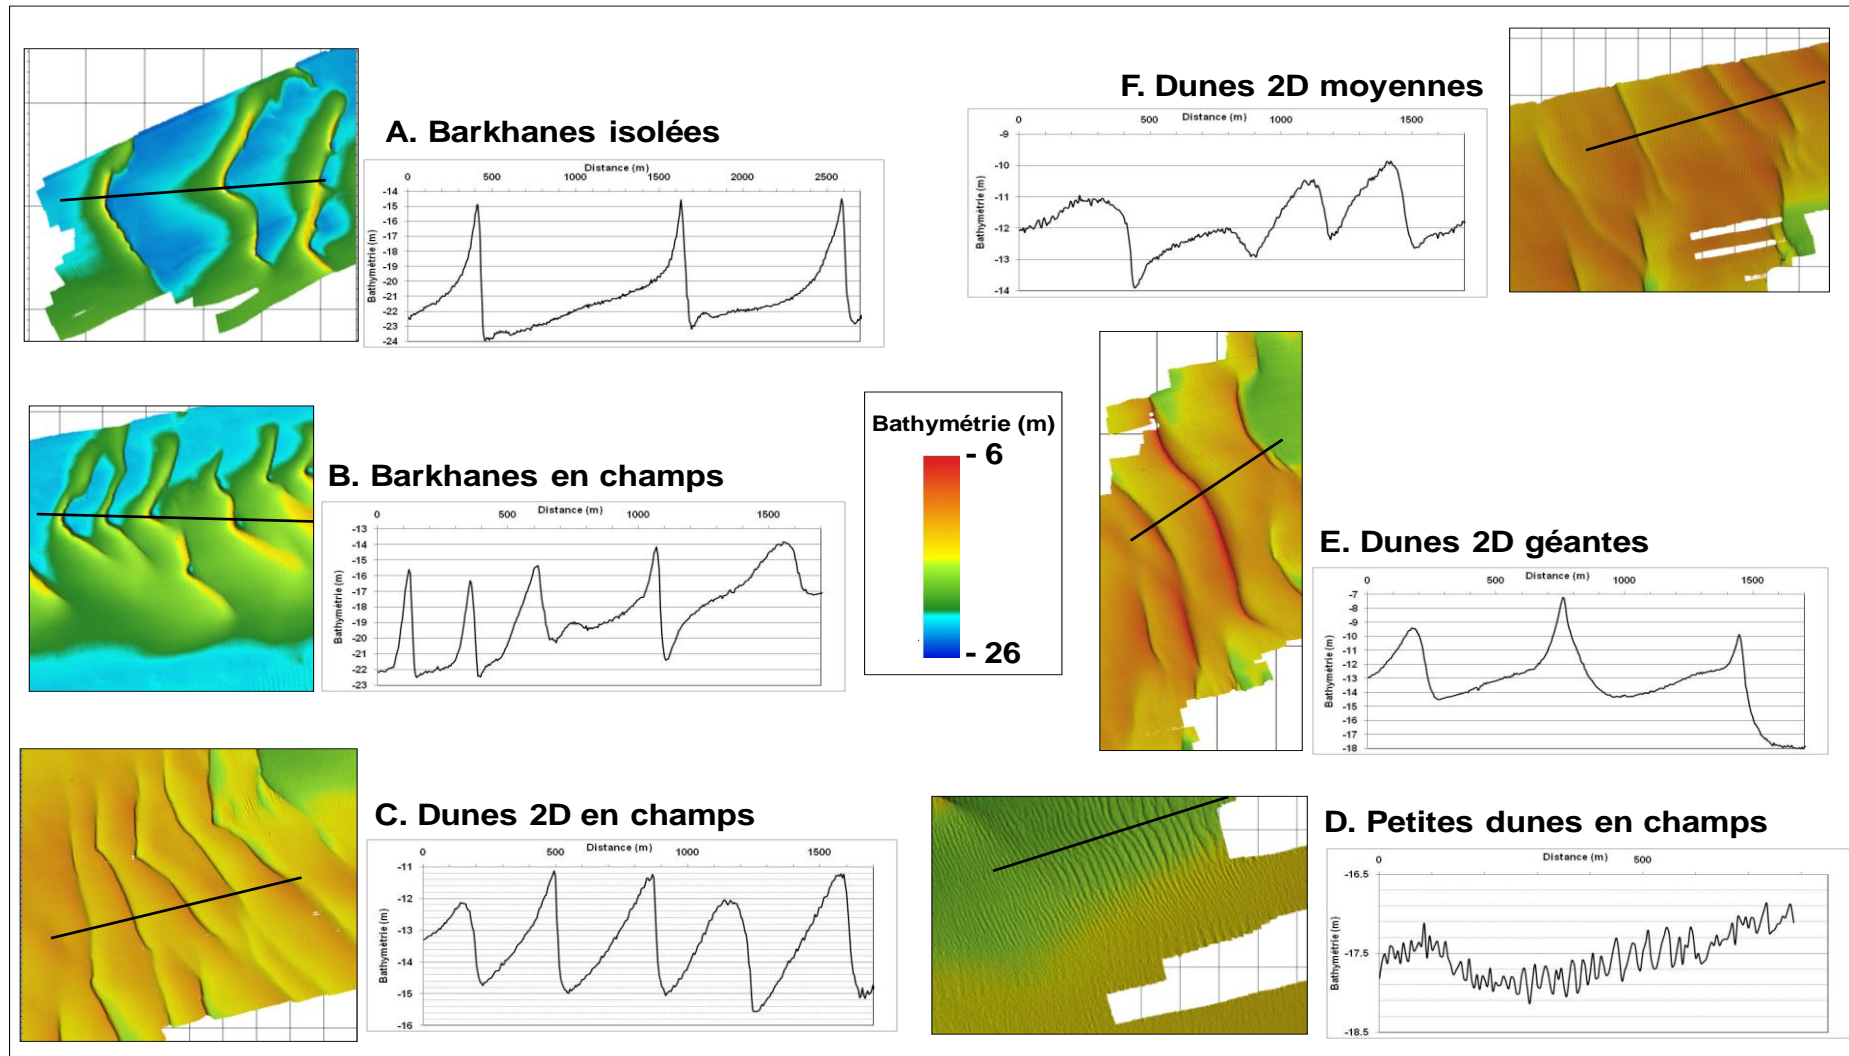 A. Barkhanes isolées
Distance (m)
0 500 1000 1500 2000 2500
-14
-15
-16
-17
-18
-19
-20
-21
-22
-23
-24
Bathymétrie (m)
F. Dunes 2D moyennes
0 500 1000 1500
Distance (m)
-9
-10
-11
-12
-13
-14
Bathymétrie (m)
B. Barkhanes en champs
Distance (m)
0 500 1000 1500
-13
-14
-15
-16
-17
-18
-19
-20
-21
-22
-23
Bathymétrie (m)
Bathymétrie (m)
- 6
- 26
E. Dunes 2D géantes
Distance (m)
0 500 1000 1500
-7
-8
-9
-10
-11
-12
-13
-14
-15
-16
-17
-18
Bathymétrie (m)
C. Dunes 2D en champs
Distance (m)
0 500 1000 1500
-11
-12
-13
-14
-15
-16
Bathymétrie (m)
D. Petites dunes en champs
Distance (m)
0 500
-16.5
-17.5
-18.5
Bathymétrie (m)